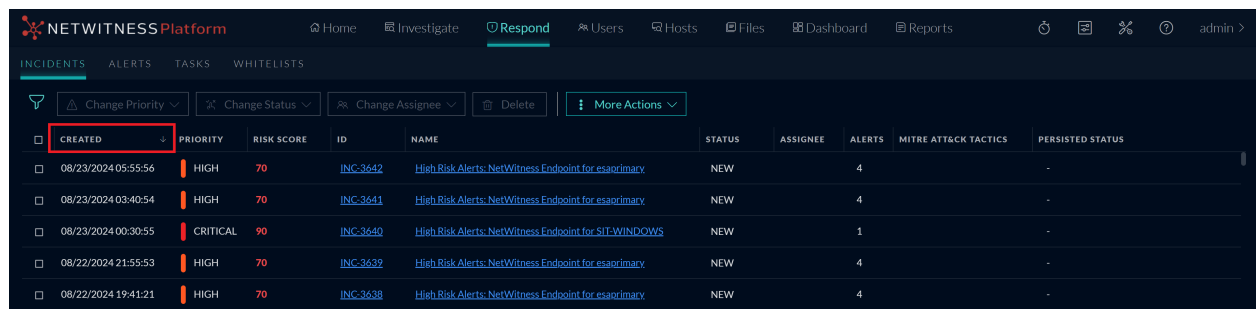 NETWITNESS Platform Home Investigate Respond Users Hosts Files Dashboard Reports admin >
INCIDENTS ALERTS TASKS WHITELISTS
Change Priority Change Status Change Assignee Delete More Actions
CREATED PRIORITY RISK SCORE ID NAME STATUS ASSIGNEE ALERTS MITRE ATT&CK TACTICS PERSISTED STATUS
08/23/2024 05:55:56 HIGH 70 INC-3642 High Risk Alerts: NetWitness Endpoint for esaprimary NEW 4 -
08/23/2024 03:40:54 HIGH 70 INC-3641 High Risk Alerts: NetWitness Endpoint for esaprimary NEW 4 -
08/23/2024 00:30:55 CRITICAL 90 INC-3640 High Risk Alerts: NetWitness Endpoint for SIT-WINDOWS NEW 1 -
08/22/2024 21:55:53 HIGH 70 INC-3639 High Risk Alerts: NetWitness Endpoint for esaprimary NEW 4 -
08/22/2024 19:41:21 HIGH 70 INC-3638 High Risk Alerts: NetWitness Endpoint for esaprimary NEW 4 -